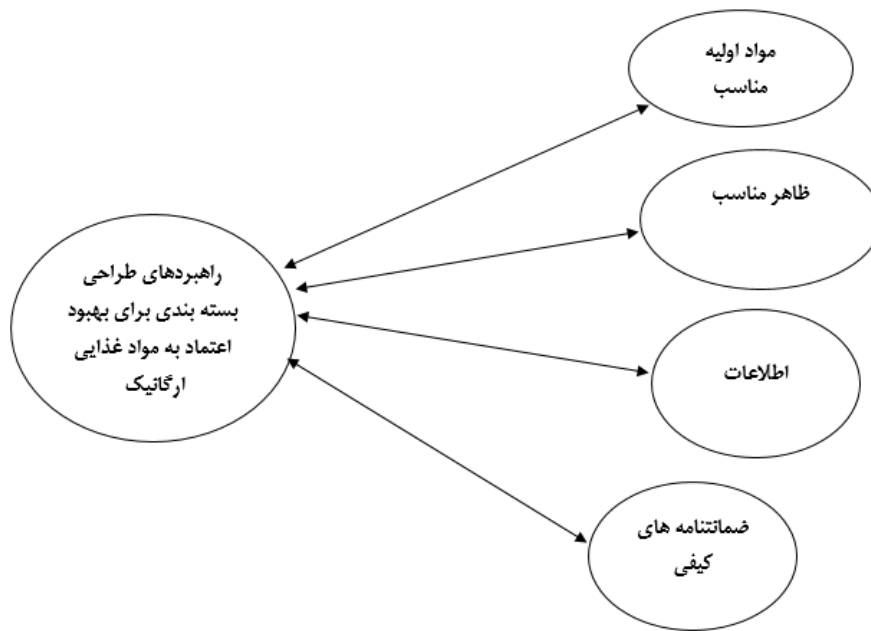 مواد اولیه
مناسب
ظاهر مناسب
راهبردهای طراحی
بسته بندی برای بهبود
اعتماد به مواد غذایی
ارگانیک
اطلاعات
ضمانتنامه های
کیفی